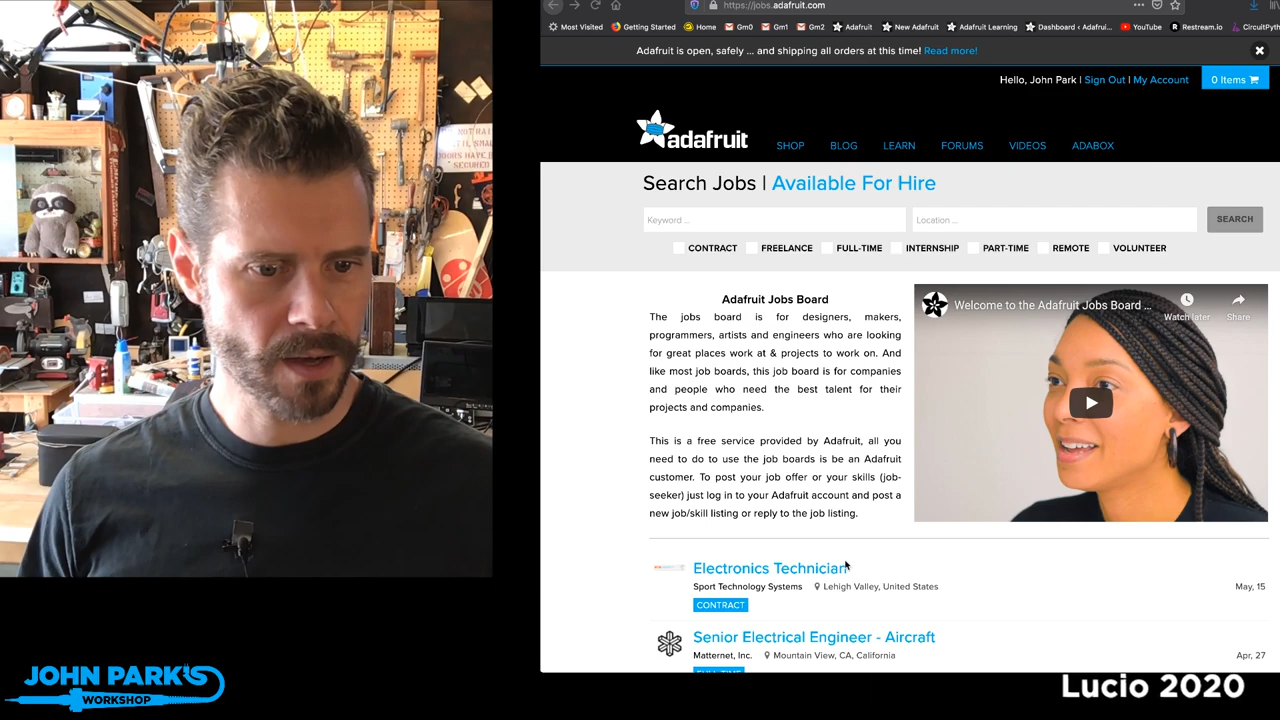 https://jobs.adafruit.com
Most Visited
Getting Started
Home
Gm0
Gm1
Gm2
Adafruit
New Adafruit
Adafruit Learning
Dashboard ‹ Adafrui...
YouTube
Restream.io
CircuitPyth
Adafruit is open, safely ... and shipping all orders at this time! Read more!
Hello, John Park | Sign Out | My Account
0 Items
adafruit
SHOP
BLOG
LEARN
FORUMS
VIDEOS
ADABOX
Search Jobs | Available For Hire
Keyword ...
Location ...
SEARCH
CONTRACT
FREELANCE
FULL-TIME
INTERNSHIP
PART-TIME
REMOTE
VOLUNTEER
Adafruit Jobs Board
The jobs board is for designers, makers,
programmers, artists and engineers who are looking
for great places work at & projects to work on. And
like most job boards, this job board is for companies
and people who need the best talent for their
projects and companies.
This is a free service provided by Adafruit, all you
need to do to use the job boards is be an Adafruit
customer. To post your job offer or your skills (job-
seeker) just log in to your Adafruit account and post a
new job/skill listing or reply to the job listing.
Welcome to the Adafruit Jobs Board ...
Watch later
Share
Electronics Technician
Sport Technology Systems
Lehigh Valley, United States
May, 15
CONTRACT
Senior Electrical Engineer - Aircraft
Matternet, Inc.
Mountain View, CA, California
Apr, 27
FULL-TIME
JOHN PARK'S
WORKSHOP
Lucio 2020